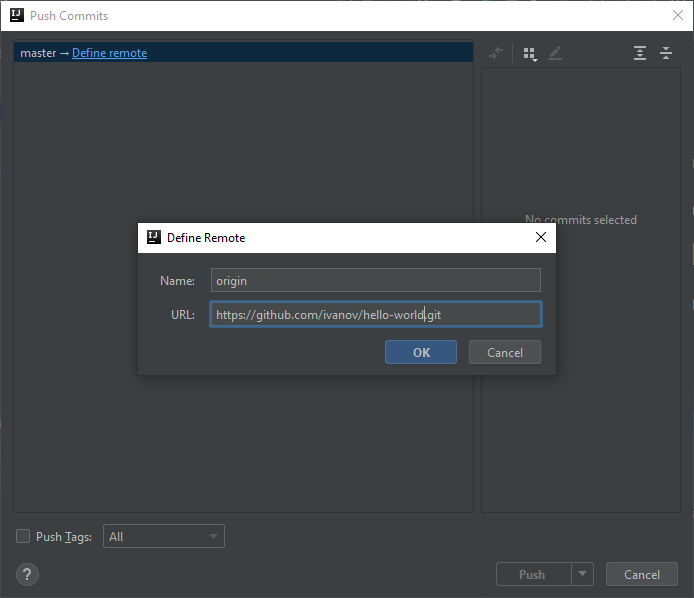 Push Commits
master → Define remote
No commits selected
Define Remote
Name: origin
URL: https://github.com/ivanov/hello-world.git
OK Cancel
Push Tags: All
? Push Cancel